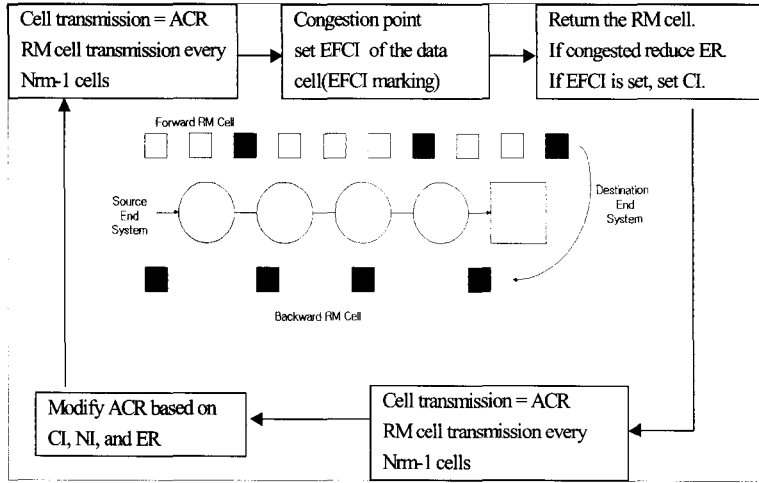 Cell transmission = ACR
RM cell transmission every
Nrm-1 cells
Congestion point
set EFCI of the data
cell(EFCI marking)
Return the RM cell.
If congested reduce ER.
If EFCI is set, set CI.
Forward RM Cell
Source
End
System
Destination
End
System
Backward RM Cell
Modify ACR based on
CI, NI, and ER
Cell transmission = ACR
RM cell transmission every
Nrm-1 cells